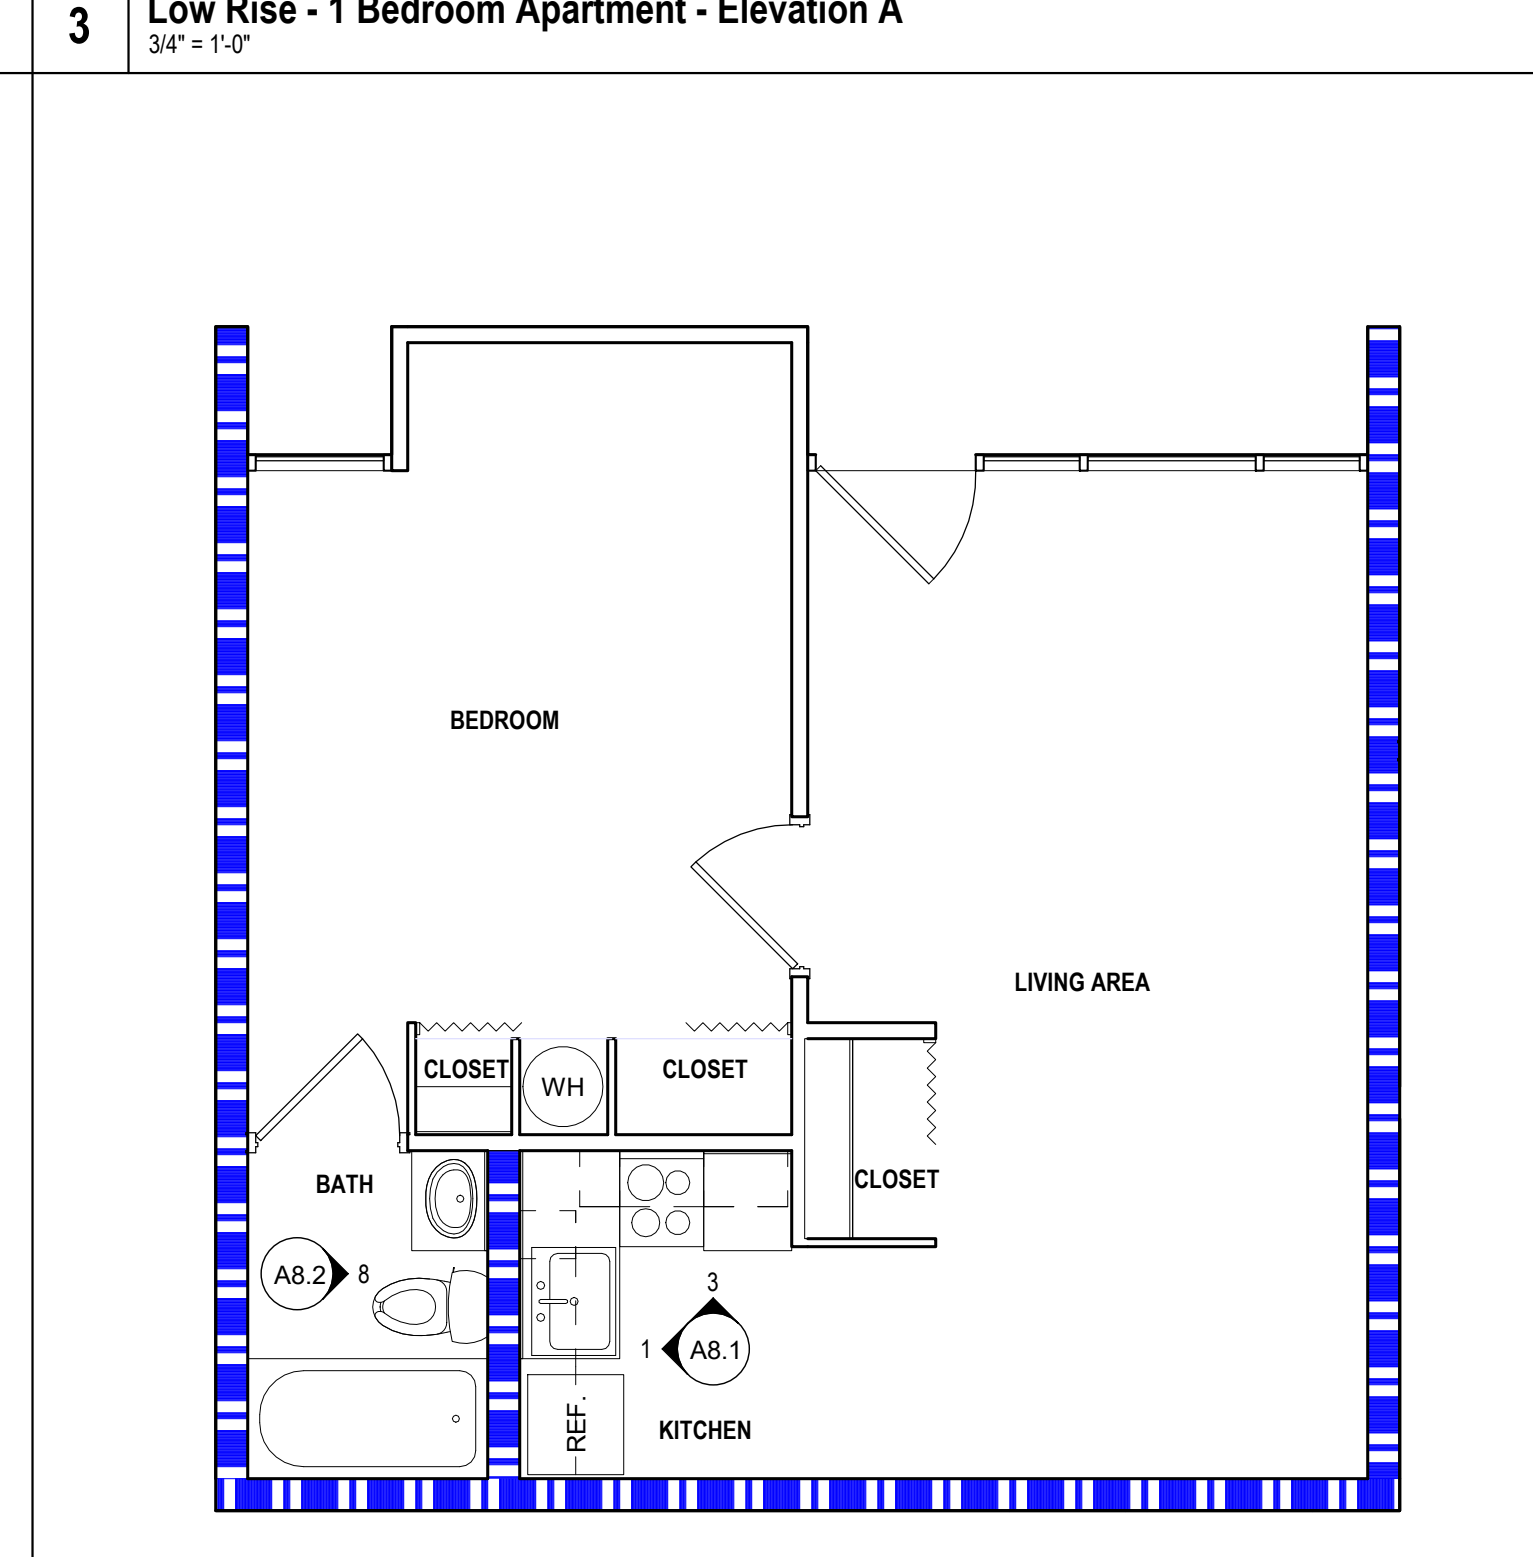 3
Low Rise - 1 Bedroom Apartment - Elevation A
3/4" = 1'-0"
BEDROOM
LIVING AREA
CLOSET
WH
CLOSET
BATH
CLOSET
A8.2
8
3
1
A8.1
REF.
KITCHEN